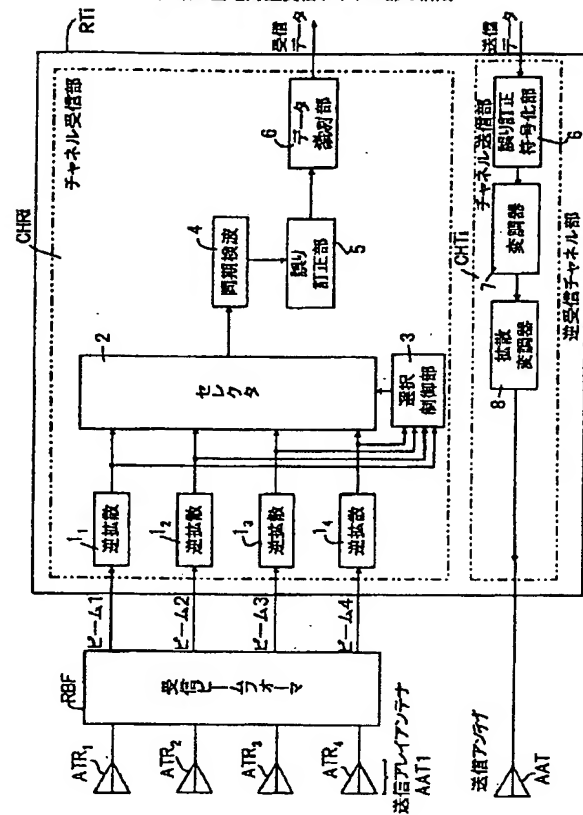 RTi
CHRi
チャネル受信部
受信
データ
データ
識別部
6
同期検波
4
誤り
訂正部
5
セレクタ
2
選択
制御部
3
逆拡散
1₁
逆拡散
1₂
逆拡散
1₃
逆拡散
1₄
ビーム1
ビーム2
ビーム3
ビーム4
RBF
受信ビームフォーマ
ATR₁
ATR₂
ATR₃
ATR₄
送信アレイアンテナ
AAT1
CHTi
チャネル送信部
送信
データ
誤り訂正
符号化部
6
変調器
7
拡散
変調器
8
逆受信チャネル部
送信アンテナ
AAT